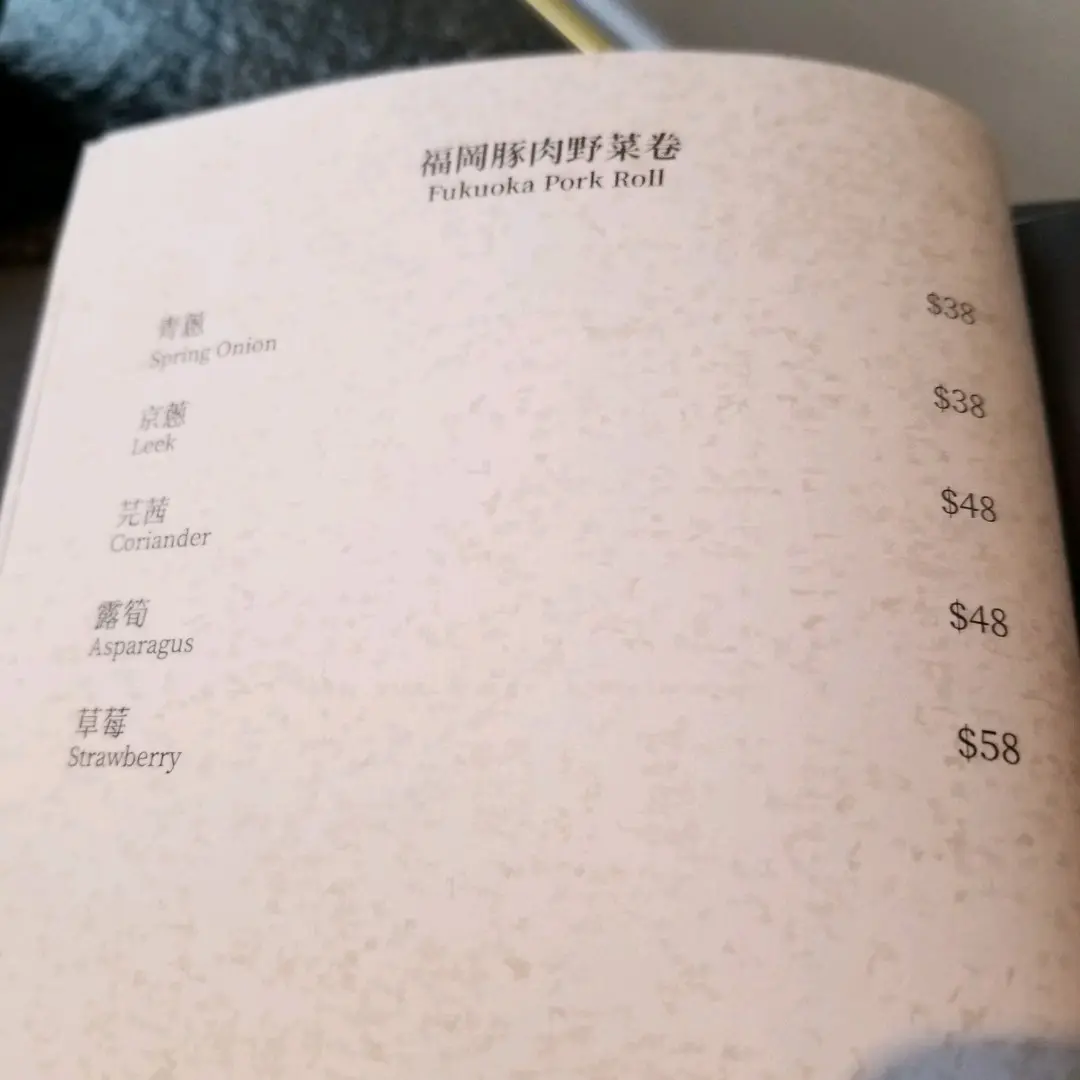 福岡豚肉野菜卷
Fukuoka Pork Roll
青蔥 $38
Spring Onion
京蔥 $38
Leek
芫茜 $48
Coriander
露筍 $48
Asparagus
草莓 $58
Strawberry